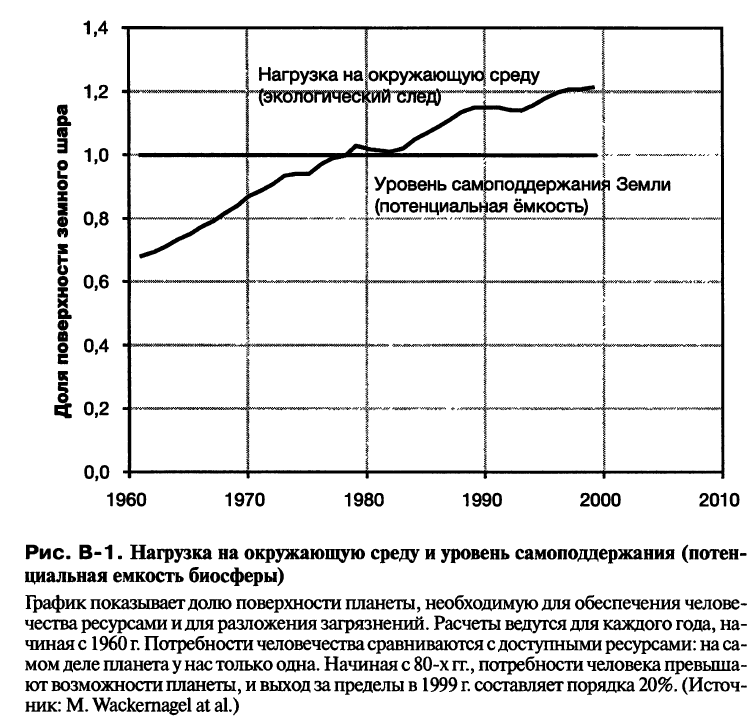 1,4
Нагрузка на окружающую среду
(экологический след)
1,2
1,0
Уровень самоподдержания Земли
(потенциальная ёмкость)
0,8
0,6
0,4
0,2
0,0
Доля поверхности земного шара
1960 1970 1980 1990 2000 2010
Рис. В-1. Нагрузка на окружающую среду и уровень самоподдержания (потен-
циальная емкость биосферы)
График показывает долю поверхности планеты, необходимую для обеспечения челове-
чества ресурсами и для разложения загрязнений. Расчеты ведутся для каждого года, на-
чиная с 1960 г. Потребности человечества сравниваются с доступными ресурсами: на са-
мом деле планета у нас только одна. Начиная с 80-х гг., потребности человека превыша-
ют возможности планеты, и выход за пределы в 1999 г. составляет порядка 20%. (Источ-
ник: M. Wackernagel at al.)